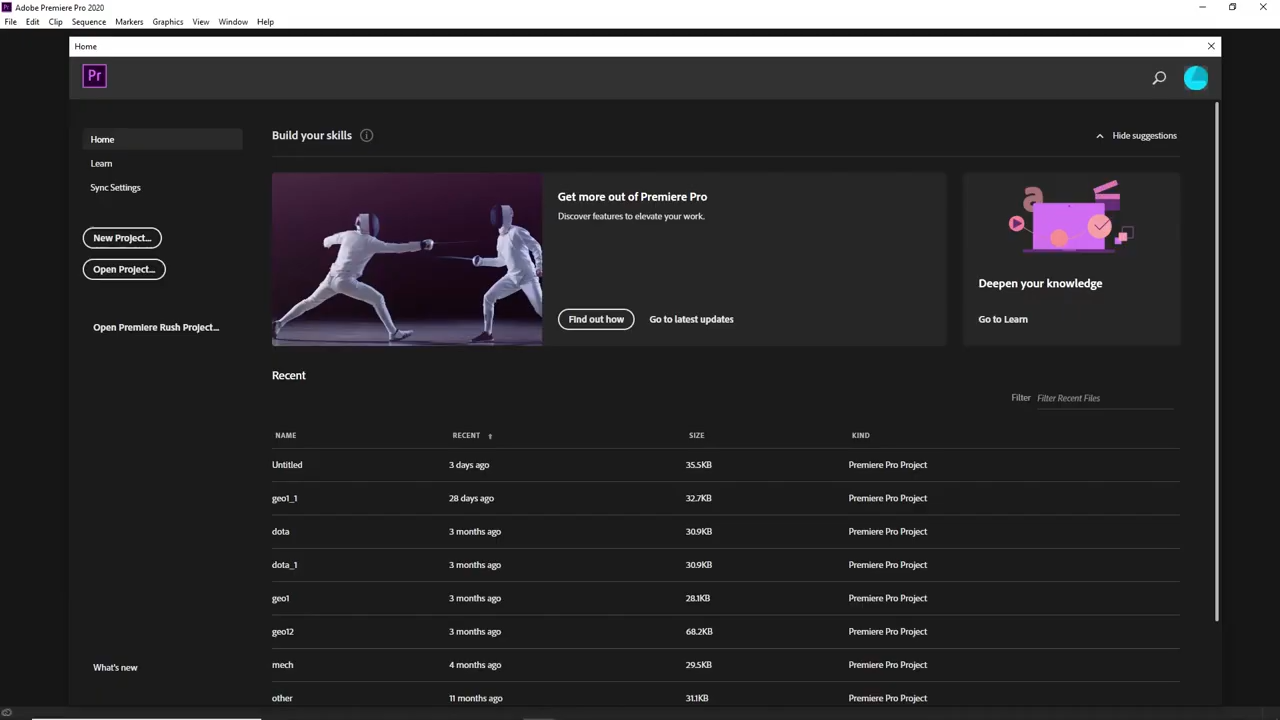 Adobe Premiere Pro 2020
File Edit Clip Sequence Markers Graphics View Window Help
Home
Pr
Home
Learn
Sync Settings
New Project...
Open Project...
Open Premiere Rush Project...
What's new
Build your skills
Hide suggestions
Get more out of Premiere Pro
Discover features to elevate your work.
Find out how Go to latest updates
Deepen your knowledge
Go to Learn
Recent
Filter Filter Recent Files
NAME RECENT SIZE KIND
Untitled 3 days ago 35.5KB Premiere Pro Project
geo1_1 28 days ago 32.7KB Premiere Pro Project
dota 3 months ago 30.9KB Premiere Pro Project
dota_1 3 months ago 30.9KB Premiere Pro Project
geo1 3 months ago 28.1KB Premiere Pro Project
geo12 3 months ago 68.2KB Premiere Pro Project
mech 4 months ago 29.5KB Premiere Pro Project
other 11 months ago 31.1KB Premiere Pro Project